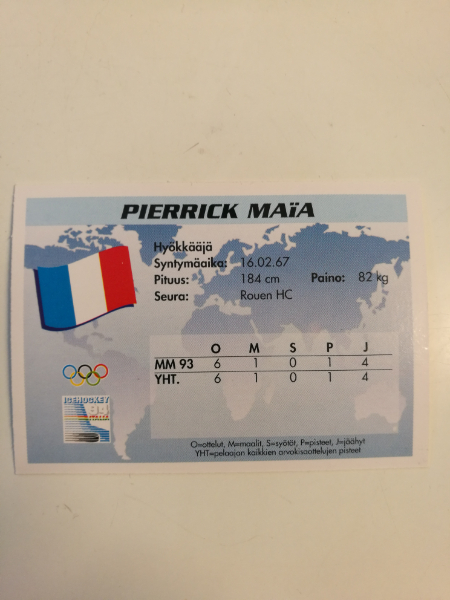 PIERRICK MAÏA
Hyökkääjä
Syntymäaika: 16.02.67
Pituus: 184 cm Paino: 82 kg
Seura: Rouen HC
O M S P J
MM 93 6 1 0 1 4
YHT. 6 1 0 1 4
ICEHOCKEY
94
O=ottelut, M=maalit, S=syötöt, P=pisteet, J=jäähyt
YHT=pelaajan kaikkien arvokisaottelujen pisteet